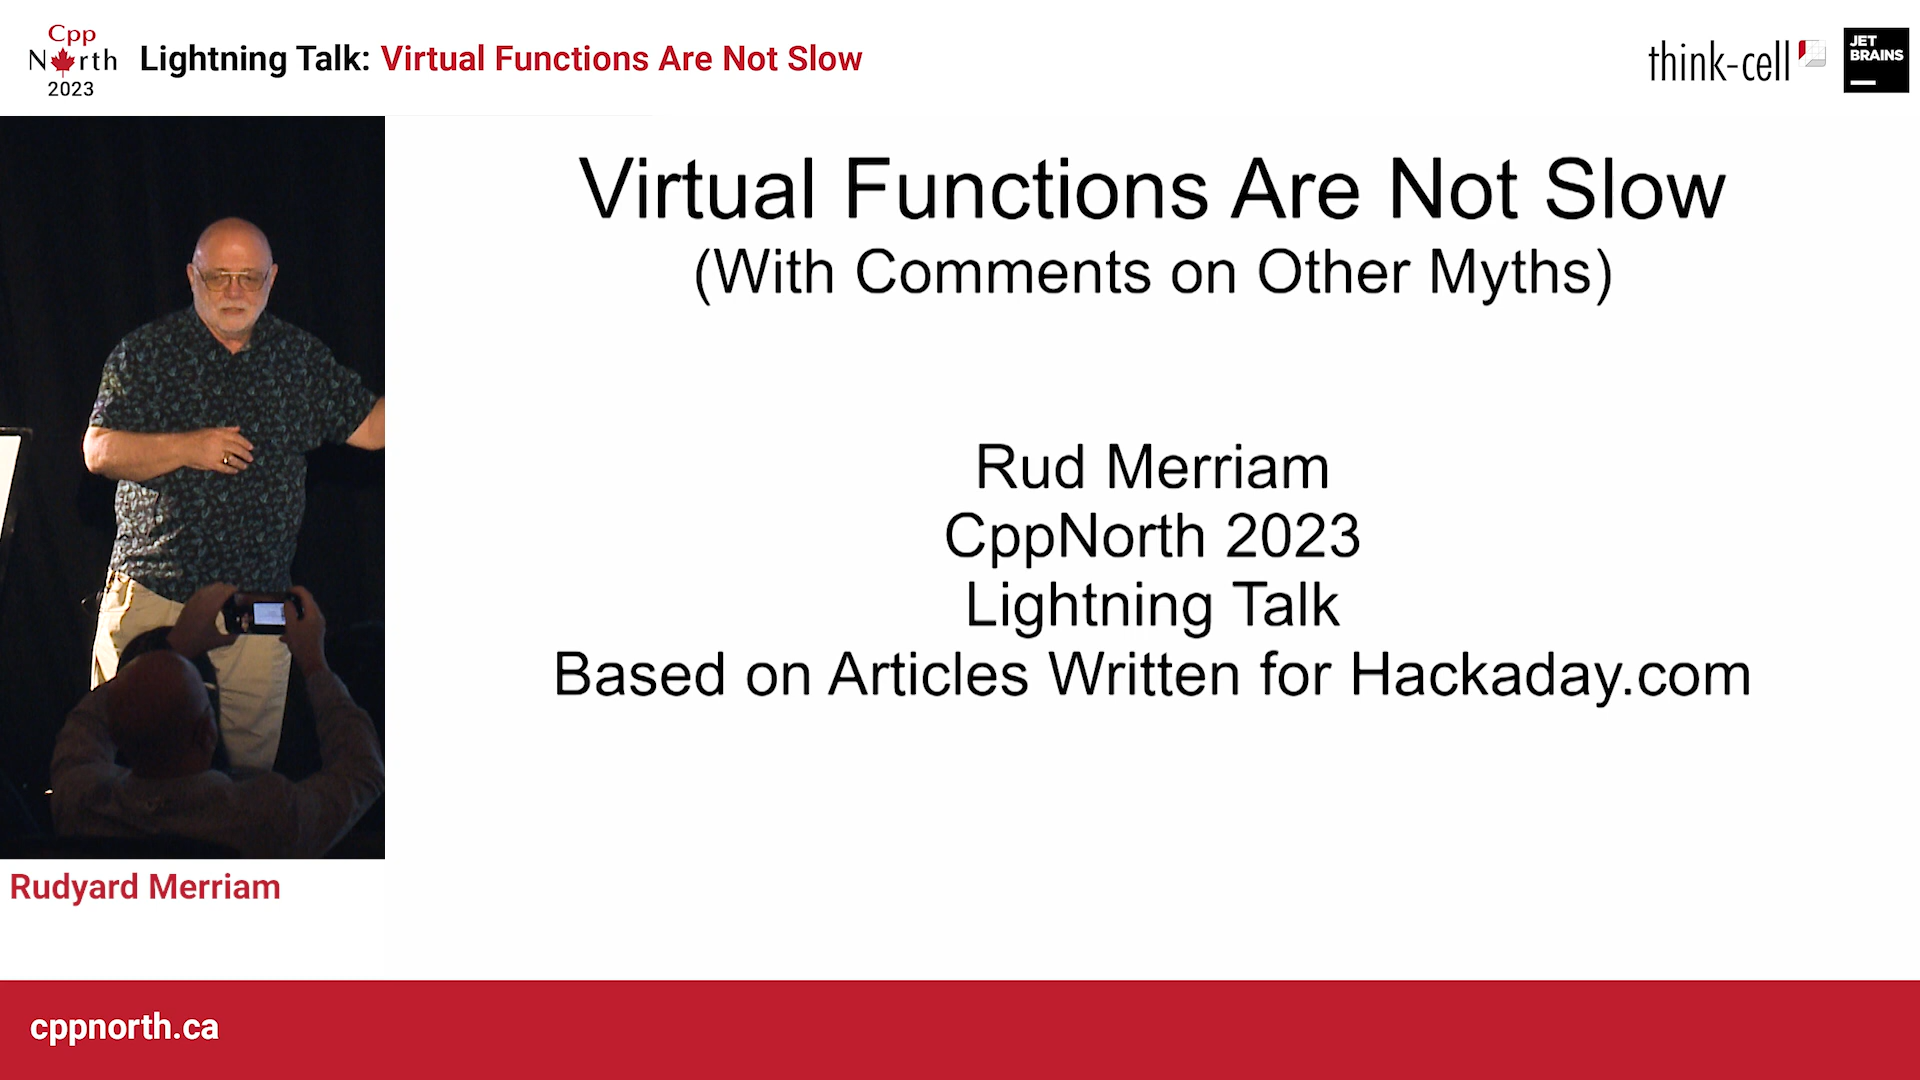 Cpp
North
2023
Lightning Talk: Virtual Functions Are Not Slow
think-cell
JET
BRAINS
Virtual Functions Are Not Slow
(With Comments on Other Myths)
Rud Merriam
CppNorth 2023
Lightning Talk
Based on Articles Written for Hackaday.com
Rudyard Merriam
cppnorth.ca